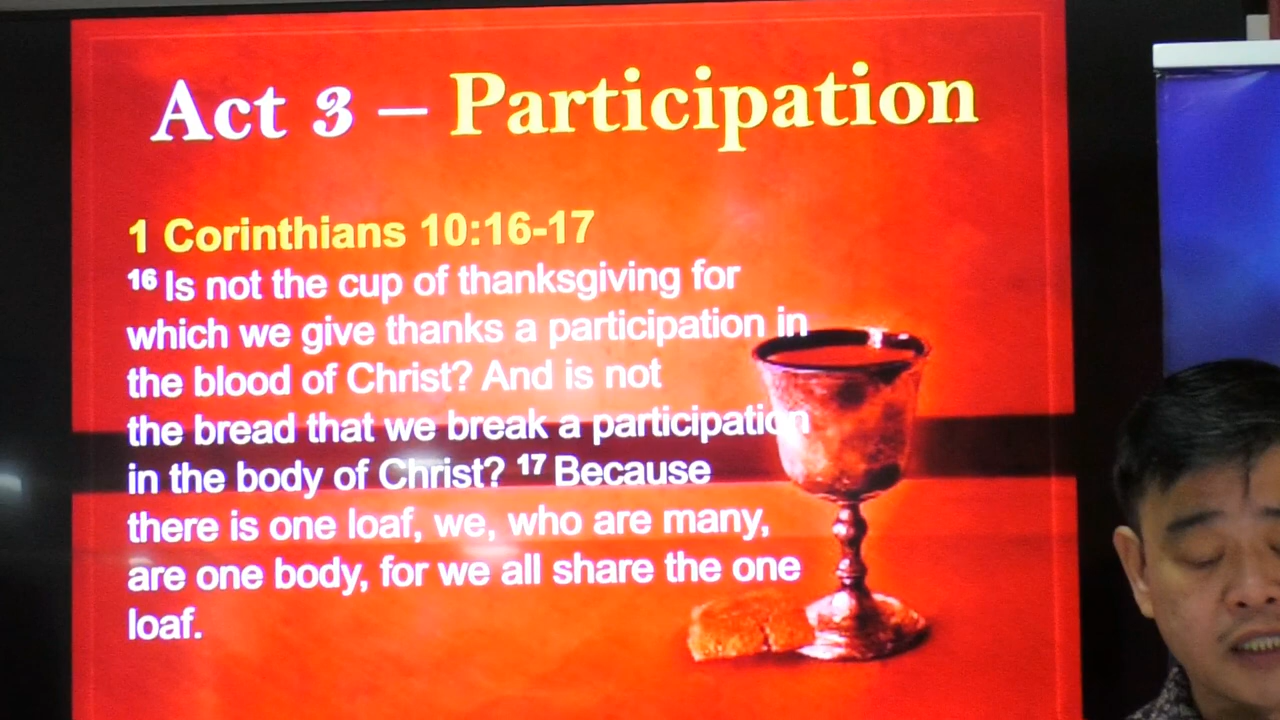 Act 3 – Participation
1 Corinthians 10:16-17
16 Is not the cup of thanksgiving for
which we give thanks a participation in
the blood of Christ? And is not
the bread that we break a participation
in the body of Christ? 17 Because
there is one loaf, we, who are many,
are one body, for we all share the one
loaf.